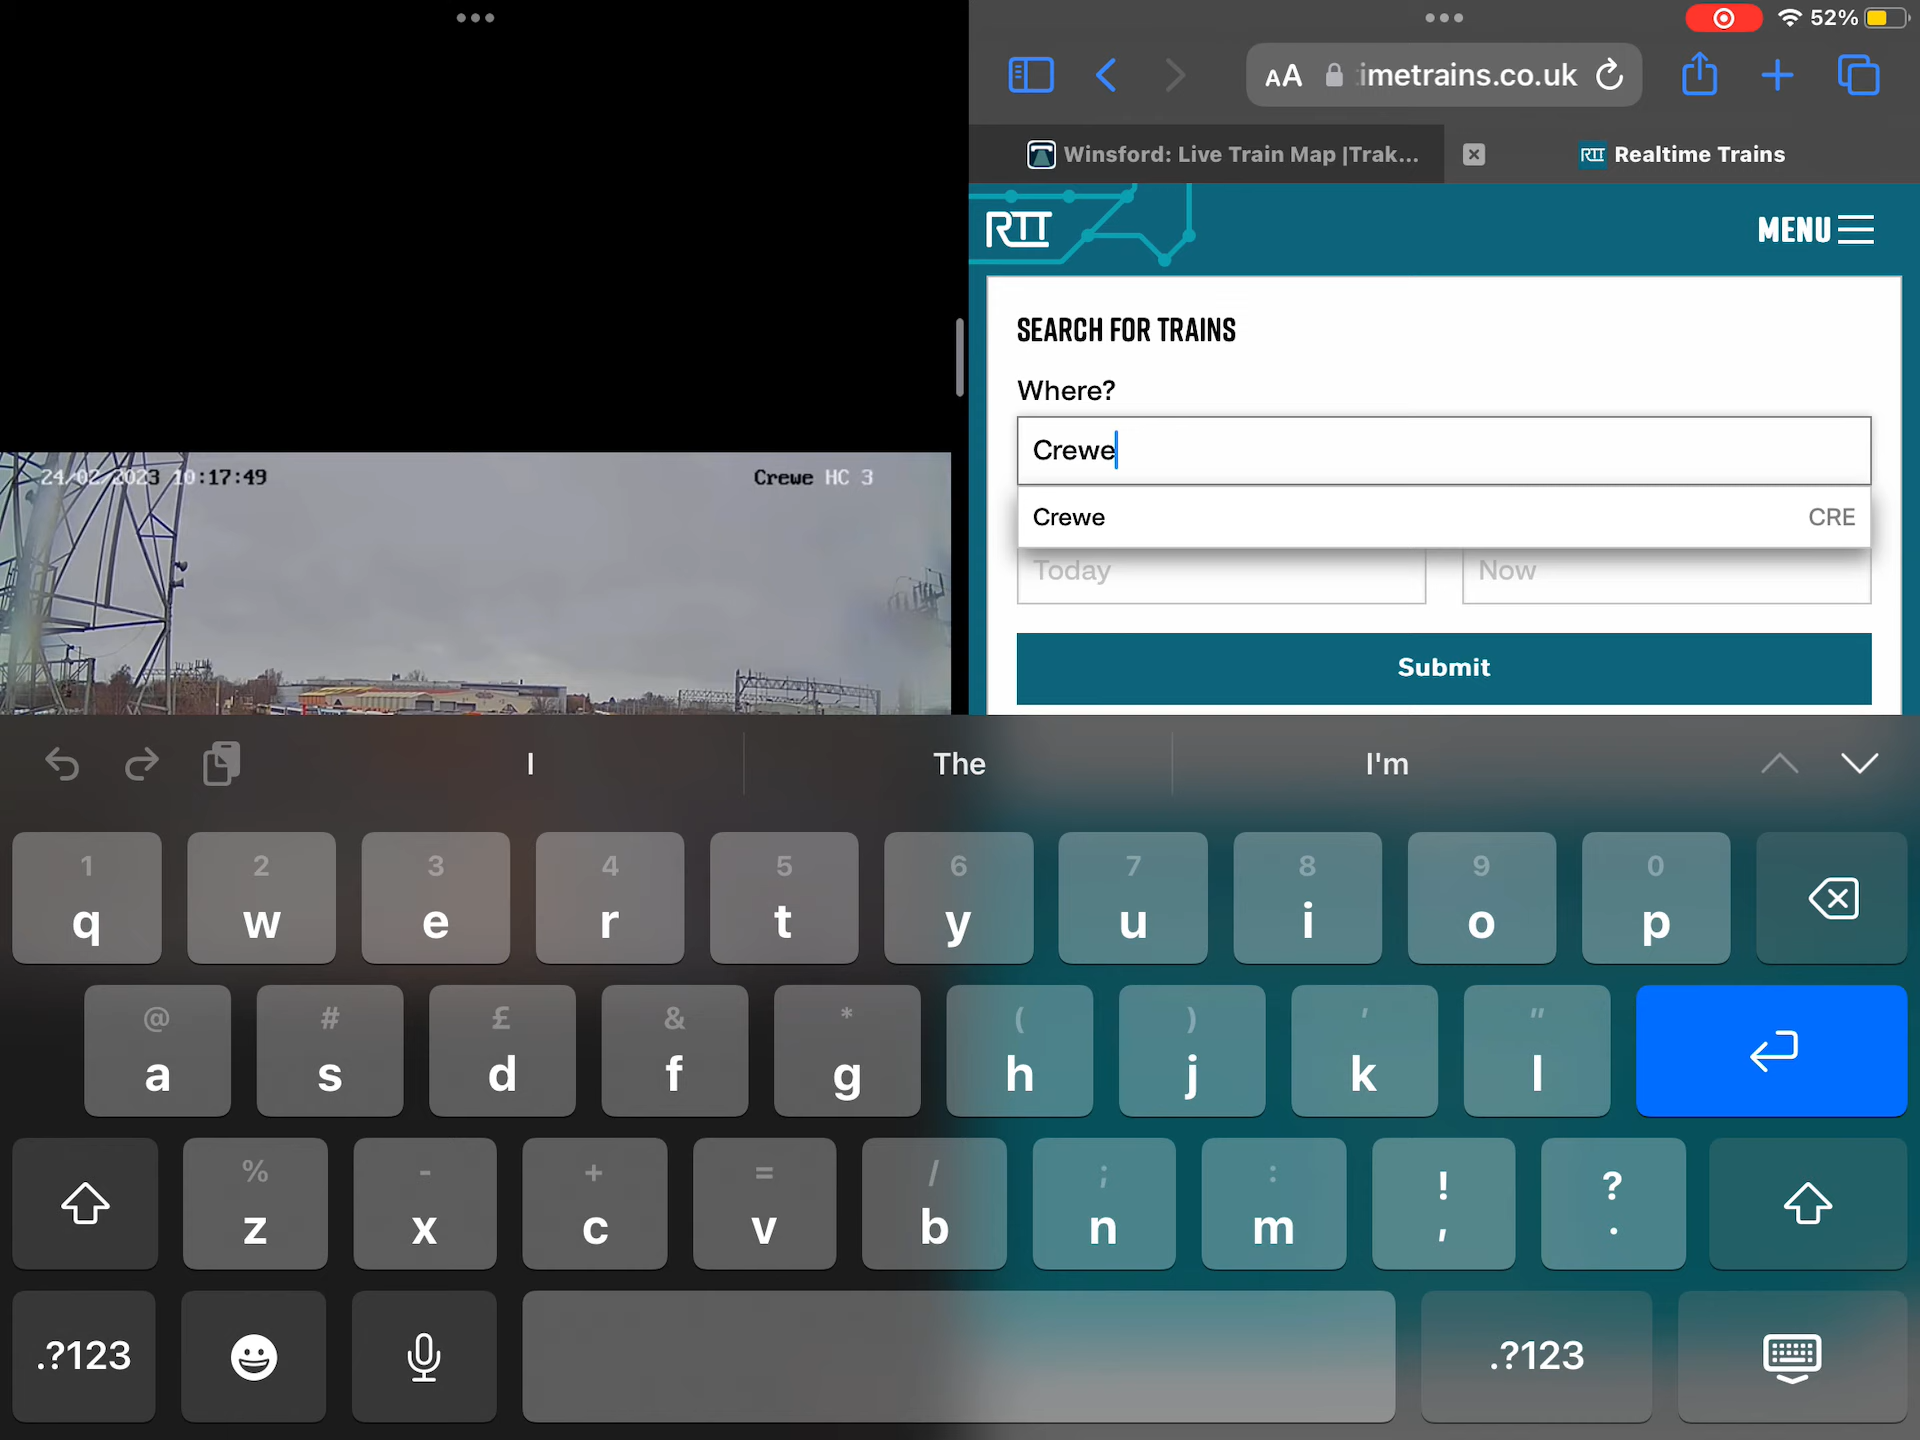 52%
AA imetrains.co.uk
Winsford: Live Train Map |Trak...
RTT Realtime Trains
RTT
MENU
SEARCH FOR TRAINS
Where?
Crewe
Crewe CRE
Today Now
Submit
24/02/2023 10:17:49 Crewe HC 3
I The I'm
1 2 3 4 5 6 7 8 9 0
q w e r t y u i o p
@ # £ & * ( ) ' "
a s d f g h j k l
% - + = / ; : ! ?
z x c v b n m , .
.?123 .?123